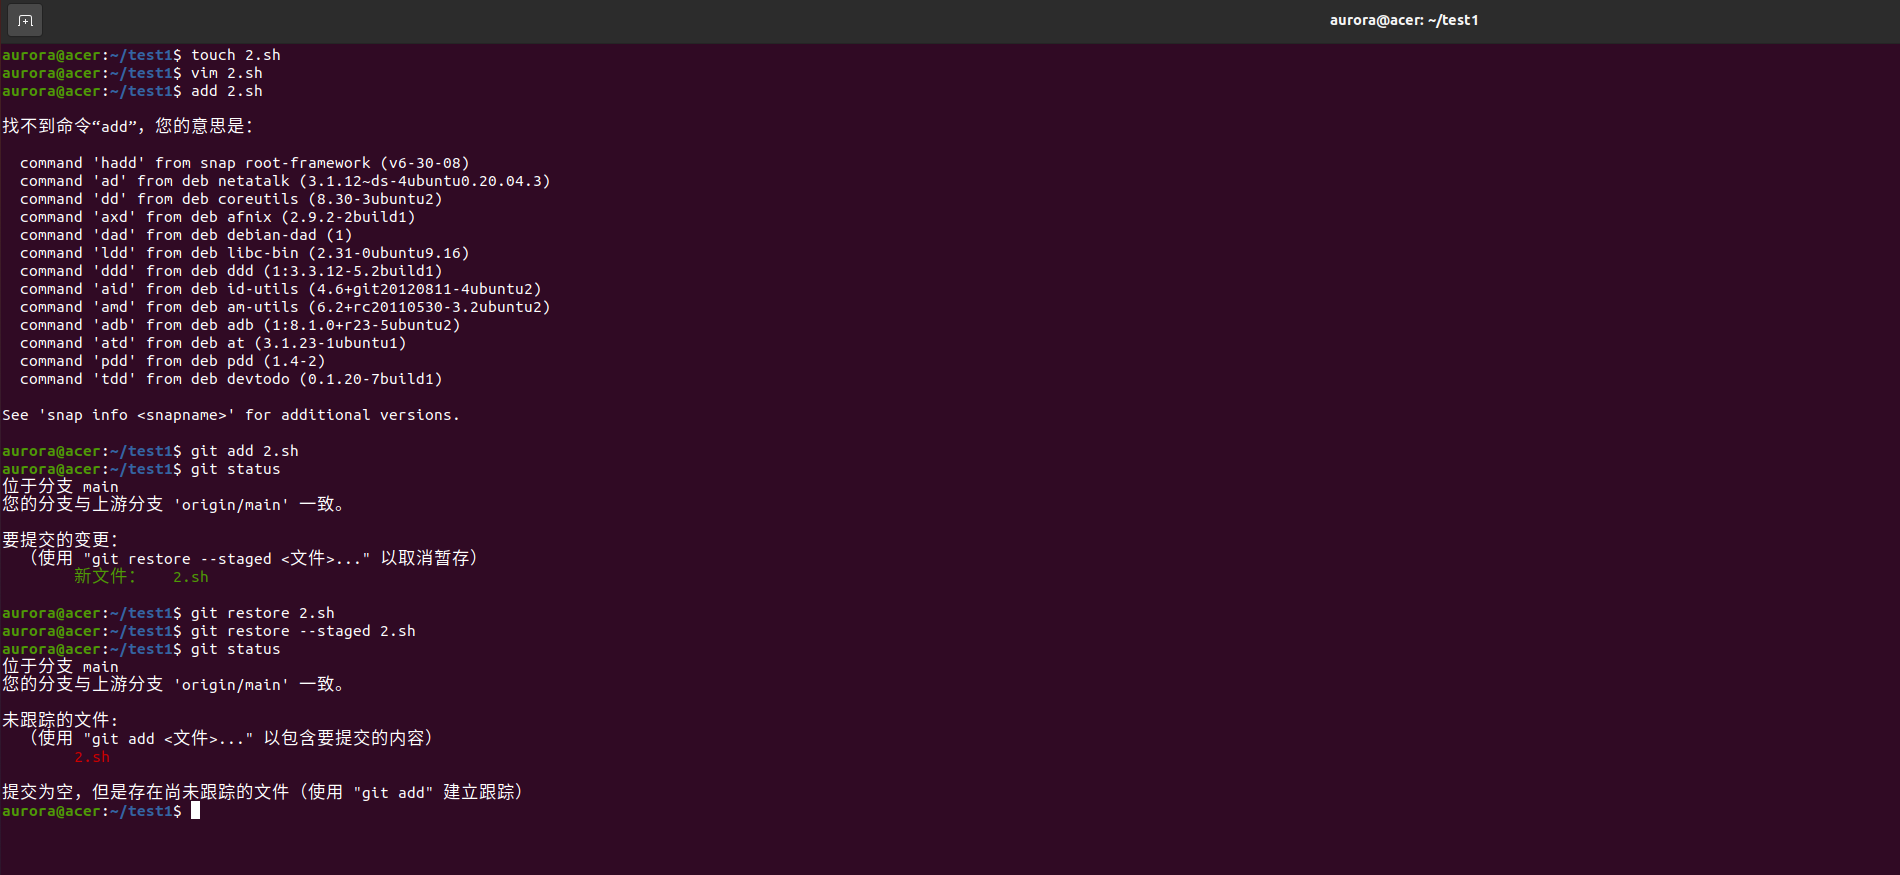 aurora@acer: ~/test1
aurora@acer:~/test1$ touch 2.sh
aurora@acer:~/test1$ vim 2.sh
aurora@acer:~/test1$ add 2.sh
找不到命令“add”，您的意思是：
command 'hadd' from snap root-framework (v6-30-08)
command 'ad' from deb netatalk (3.1.12~ds-4ubuntu0.20.04.3)
command 'dd' from deb coreutils (8.30-3ubuntu2)
command 'axd' from deb afnix (2.9.2-2build1)
command 'dad' from deb debian-dad (1)
command 'ldd' from deb libc-bin (2.31-0ubuntu9.16)
command 'ddd' from deb ddd (1:3.3.12-5.2build1)
command 'aid' from deb id-utils (4.6+git20120811-4ubuntu2)
command 'amd' from deb am-utils (6.2+rc20110530-3.2ubuntu2)
command 'adb' from deb adb (1:8.1.0+r23-5ubuntu2)
command 'atd' from deb at (3.1.23-1ubuntu1)
command 'pdd' from deb pdd (1.4-2)
command 'tdd' from deb devtodo (0.1.20-7build1)
See 'snap info <snapname>' for additional versions.
aurora@acer:~/test1$ git add 2.sh
aurora@acer:~/test1$ git status
位于分支 main
您的分支与上游分支 'origin/main' 一致。
要提交的变更：
（使用 "git restore --staged <文件>..." 以取消暂存）
新文件：   2.sh
aurora@acer:~/test1$ git restore 2.sh
aurora@acer:~/test1$ git restore --staged 2.sh
aurora@acer:~/test1$ git status
位于分支 main
您的分支与上游分支 'origin/main' 一致。
未跟踪的文件:
（使用 "git add <文件>..." 以包含要提交的内容）
2.sh
提交为空，但是存在尚未跟踪的文件（使用 "git add" 建立跟踪）
aurora@acer:~/test1$